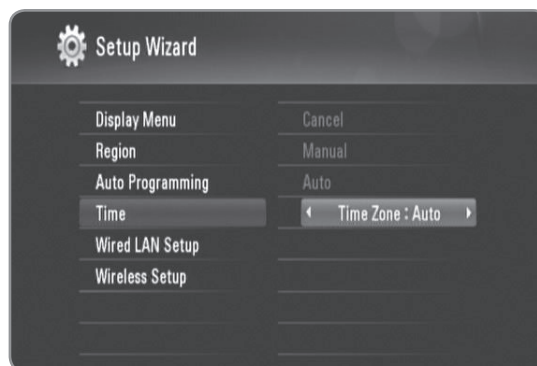 Setup Wizard
Display Menu Cancel
Region Manual
Auto Programming Auto
Time Time Zone : Auto
Wired LAN Setup
Wireless Setup